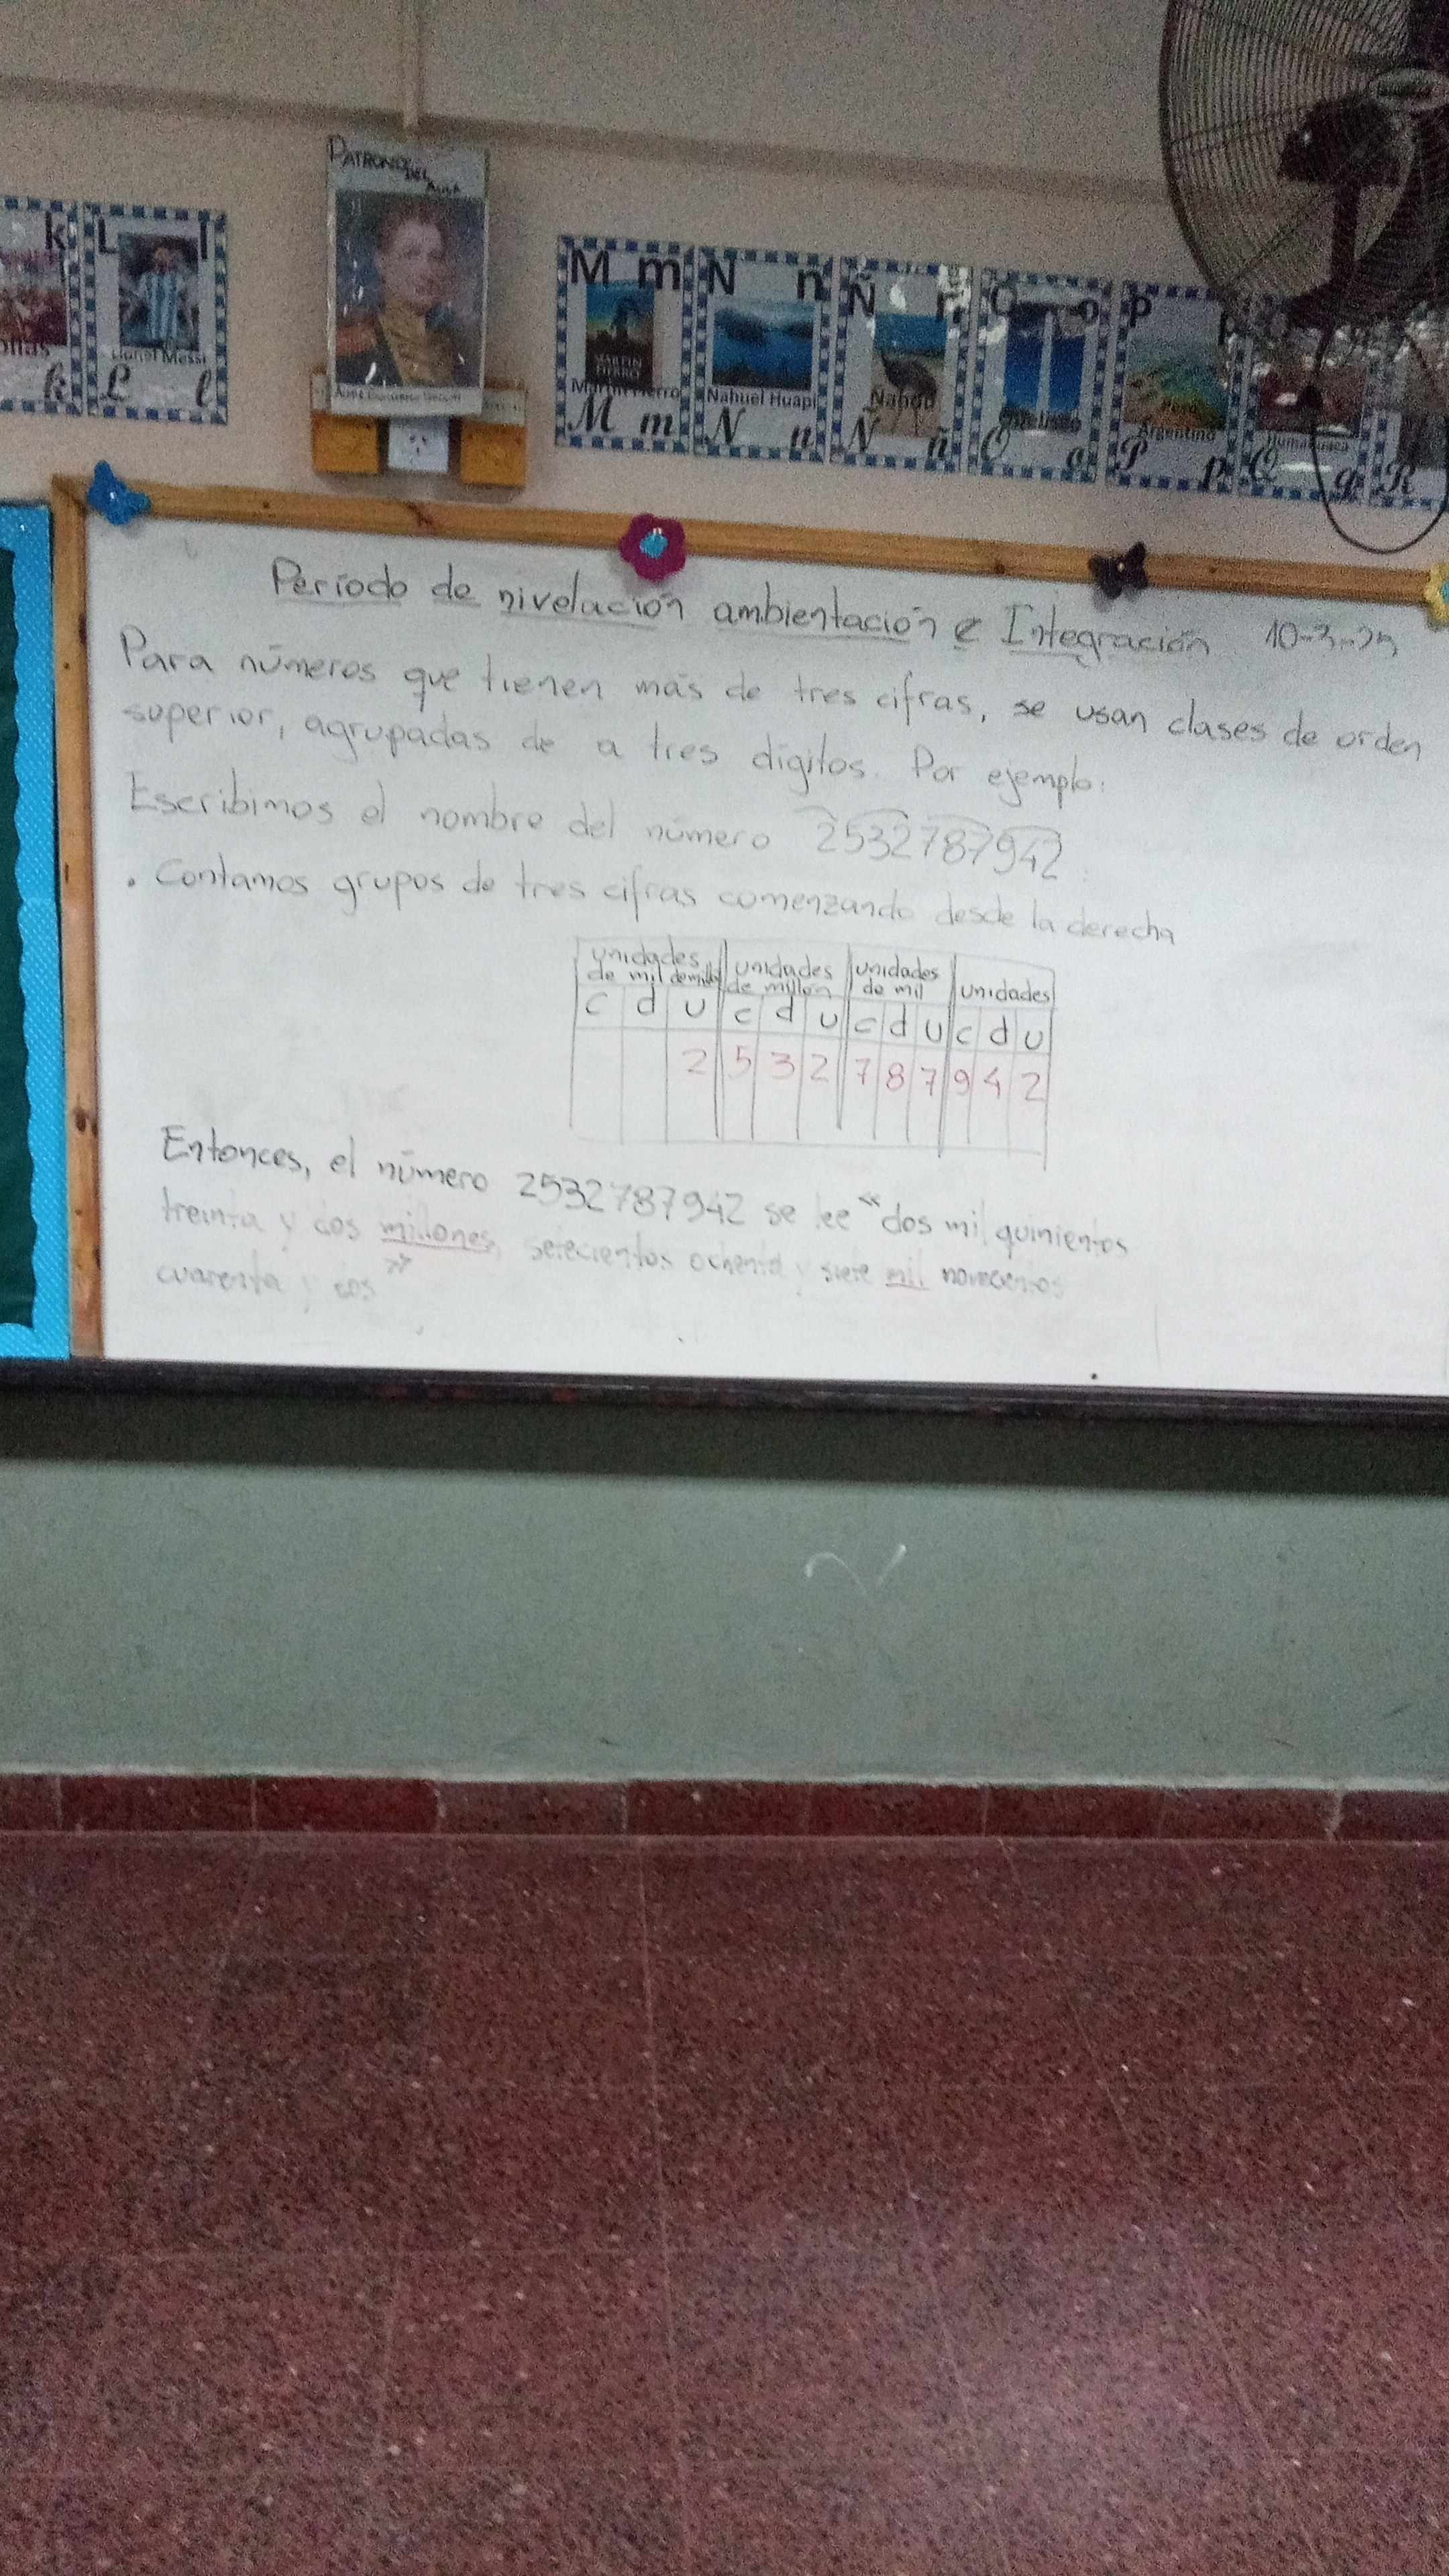 PATRONO DEL AULA
k L l
Lionel Messi
k L l
M m N n Ñ ñ O o P p
MARTIN FIERRO
Martin Fierro Nahuel Huapi Ñandú Obelisco Argentina Humahuaca
M m N n Ñ ñ O o P p Q q R
Período de nivelación ambientación e Integración 10-3-25
Para números que tienen más de tres cifras, se usan clases de orden
superior, agrupadas de a tres dígitos. Por ejemplo:
Escribimos el nombre del número 2532787942
. Contamos grupos de tres cifras comenzando desde la derecha
unidades de mil de millón unidades de millón unidades de mil unidades
c d u c d u c d u c d u
2 5 3 2 7 8 7 9 4 2
Entonces, el número 2532787942 se lee "dos mil quinientos
treinta y dos millones, setecientos ochenta y siete mil novecientos
cuarenta y dos"